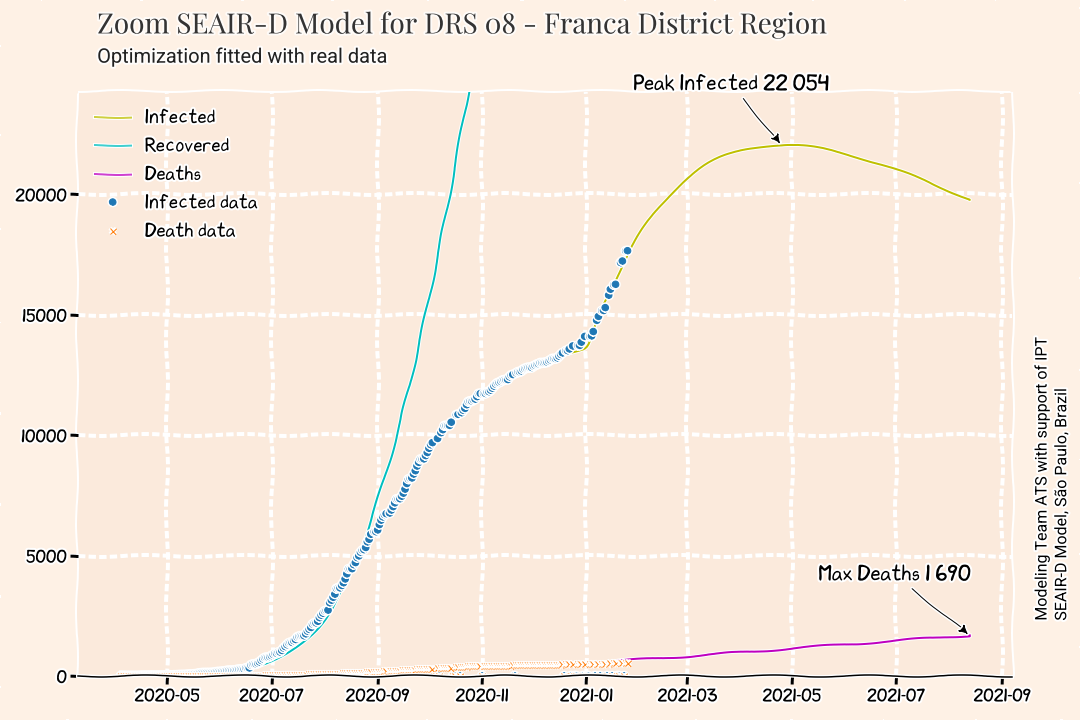 Zoom SEAIR-D Model for DRS 08 - Franca District Region
Optimization fitted with real data
Peak Infected 22 054
Infected
Recovered
Deaths
Infected data
Death data
20000
15000
10000
5000
0
Max Deaths 1 690
2020-05
2020-07
2020-09
2020-11
2021-01
2021-03
2021-05
2021-07
2021-09
Modeling Team ATS with support of IPT
SEAIR-D Model, São Paulo, Brazil